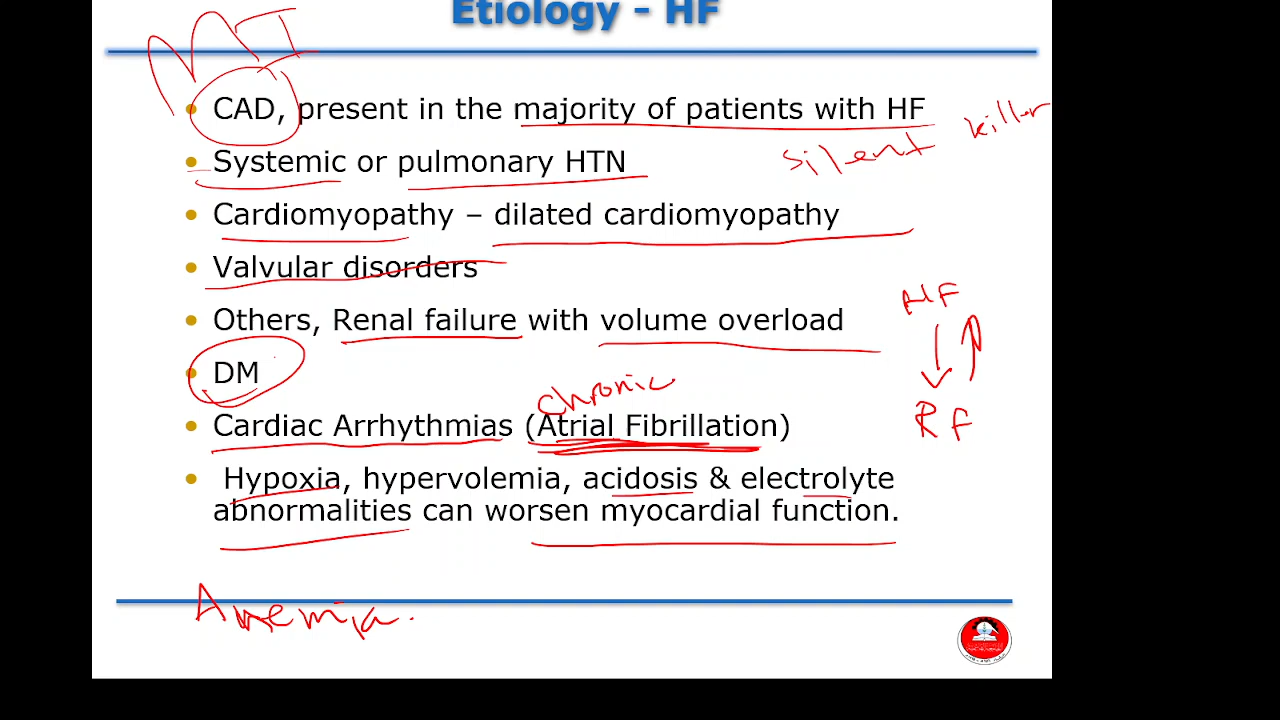 Etiology - HF
MI
• CAD, present in the majority of patients with HF
silent killer
• Systemic or pulmonary HTN
• Cardiomyopathy – dilated cardiomyopathy
• Valvular disorders
HF
• Others, Renal failure with volume overload
• DM
chronic
RF
• Cardiac Arrhythmias (Atrial Fibrillation)
• Hypoxia, hypervolemia, acidosis & electrolyte
abnormalities can worsen myocardial function.
Anemia.